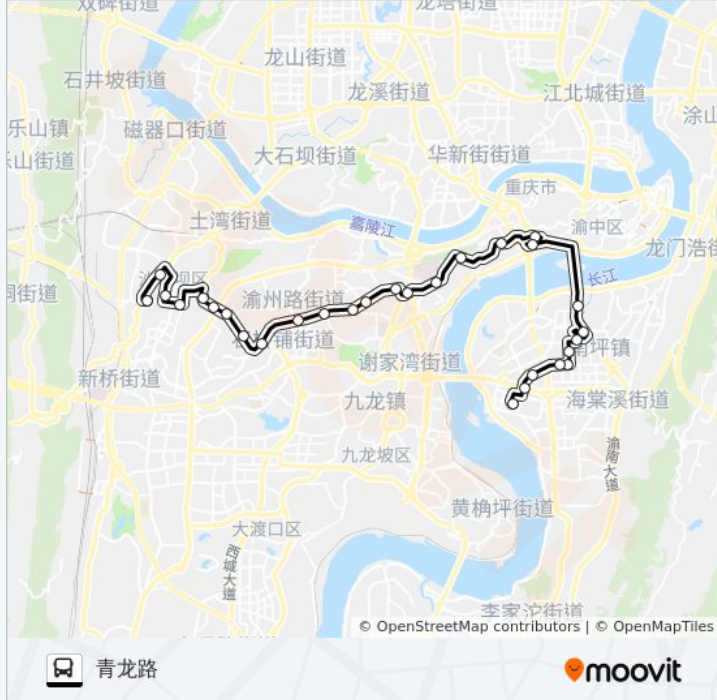 双碑街道
龙塔街道
龙山街道
石井坡街道
龙溪街道
江北城街道
涂山
乐山镇
磁器口街道
大石坝街道
华新街街道
乐山街道
重庆市
土湾街道
嘉陵江
渝中区
龙门浩街
长江
洞街道
渝州路街道
南坪镇
谢家湾街道
新桥街道
九龙镇
海棠溪街道
九龙坡区
渝南大道
黄桷坪街道
大渡口区
西城大道
李家沱街道
© OpenStreetMap contributors | © OpenMapTiles
青龙路
moovit